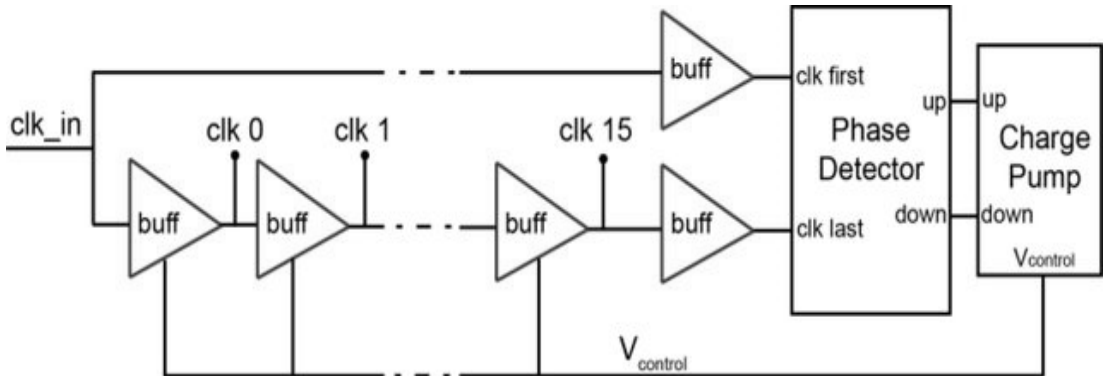 buff
clk first
clk_in
clk 0
clk 1
clk 15
up
up
Phase
Detector
Charge
Pump
buff
buff
buff
buff
clk last
down
down
Vcontrol
Vcontrol